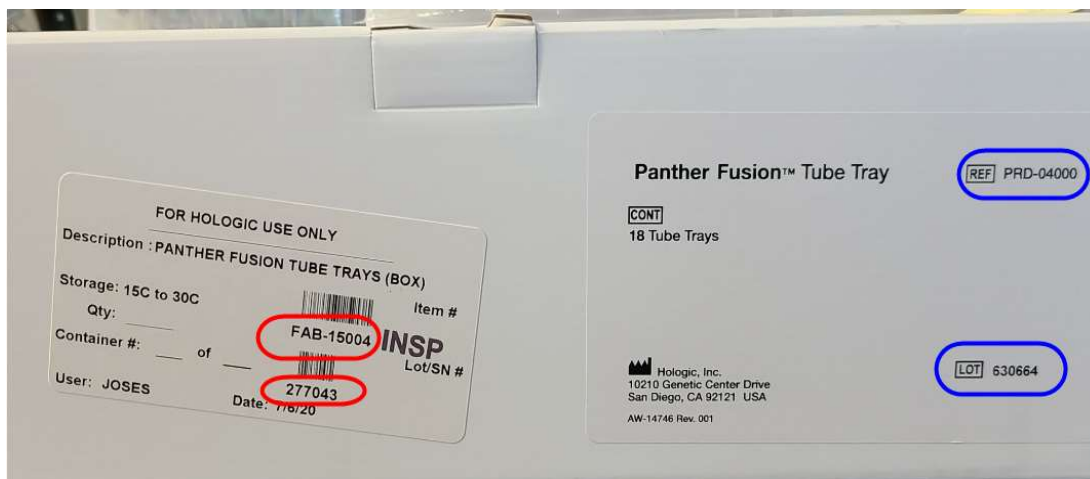 FOR HOLOGIC USE ONLY
Description : PANTHER FUSION TUBE TRAYS (BOX)
Storage: 15C to 30C
Item #
Qty: ____
FAB-15004
INSP
Container #: ___ of ____
Lot/SN #
277043
User: JOSES
Date: 7/6/20
Panther Fusion™ Tube Tray
REF PRD-04000
CONT
18 Tube Trays
Hologic, Inc.
10210 Genetic Center Drive
San Diego, CA 92121 USA
LOT 630664
AW-14746 Rev. 001